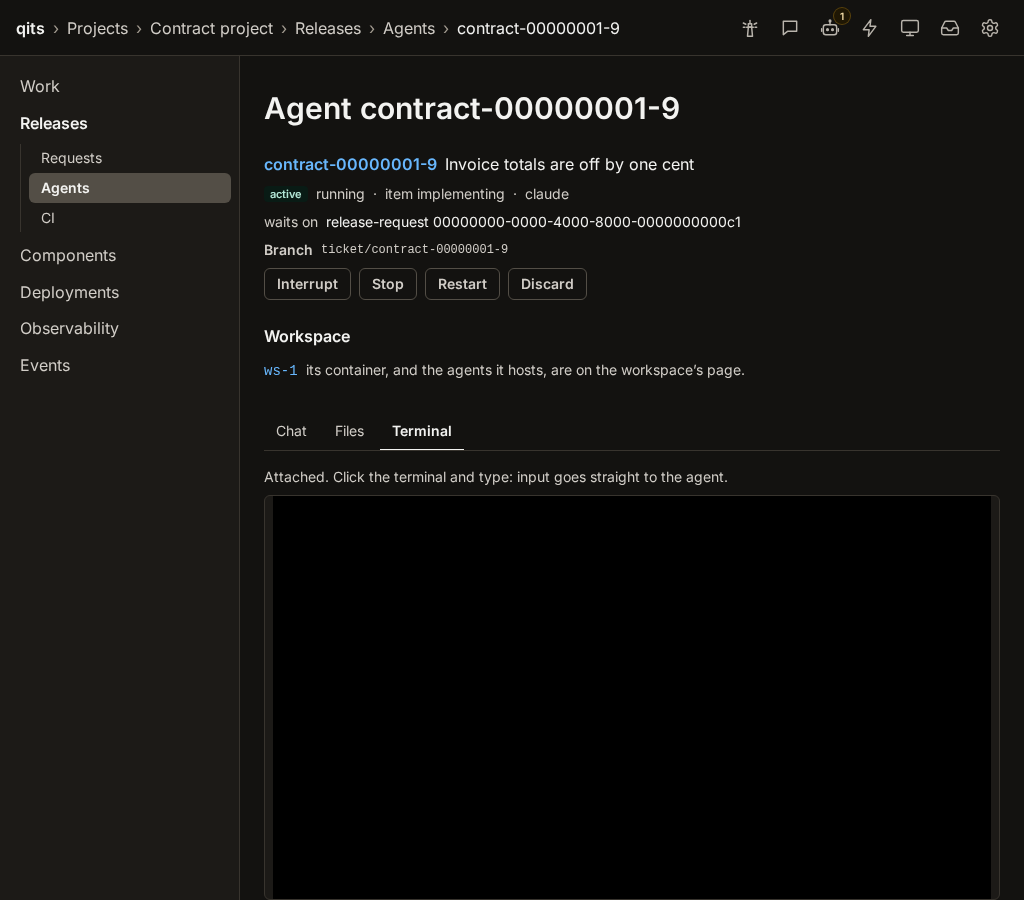 qits › Projects › Contract project › Releases › Agents › contract-00000001-9
1
Work
Releases
Requests
Agents
CI
Components
Deployments
Observability
Events
Agent contract-00000001-9
contract-00000001-9 Invoice totals are off by one cent
active running · item implementing · claude
waits on release-request 00000000-0000-4000-8000-0000000000c1
Branch ticket/contract-00000001-9
Interrupt Stop Restart Discard
Workspace
ws-1 its container, and the agents it hosts, are on the workspace’s page.
Chat Files Terminal
Attached. Click the terminal and type: input goes straight to the agent.